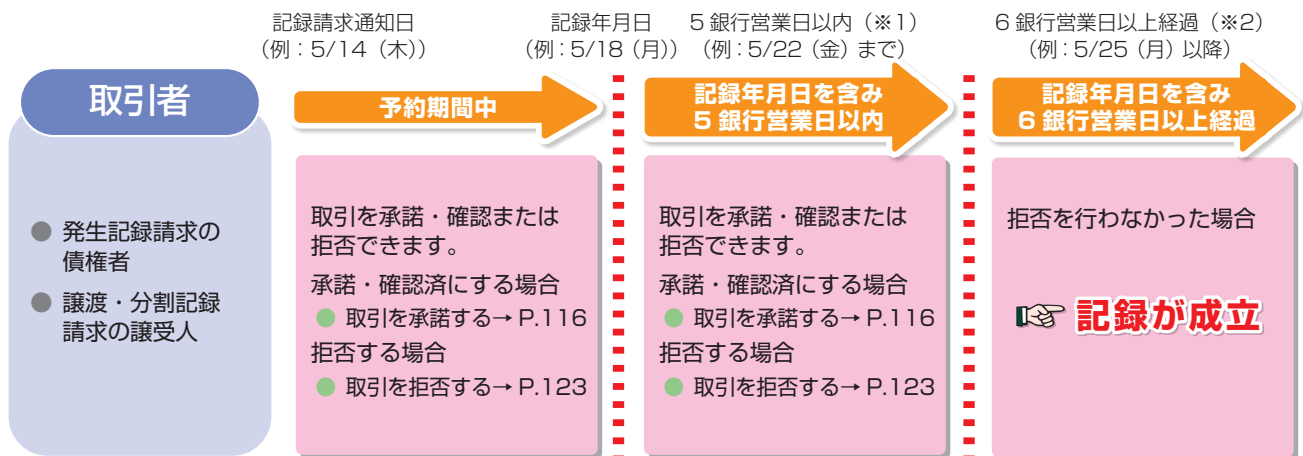 記録請求通知日
(例:5/14(木))
記録年月日
(例:5/18(月))
5銀行営業日以内(※1)
(例:5/22(金)まで)
6銀行営業日以上経過(※2)
(例:5/25(月)以降)
取引者
予約期間中
記録年月日を含み
5銀行営業日以内
記録年月日を含み
6銀行営業日以上経過
● 発生記録請求の
債権者
● 譲渡・分割記録
請求の譲受人
取引を承諾・確認または
拒否できます。
承諾・確認済にする場合
● 取引を承諾する→ P.116
拒否する場合
● 取引を拒否する→ P.123
取引を承諾・確認または
拒否できます。
承諾・確認済にする場合
● 取引を承諾する→ P.116
拒否する場合
● 取引を拒否する→ P.123
拒否を行わなかった場合
☞ 記録が成立